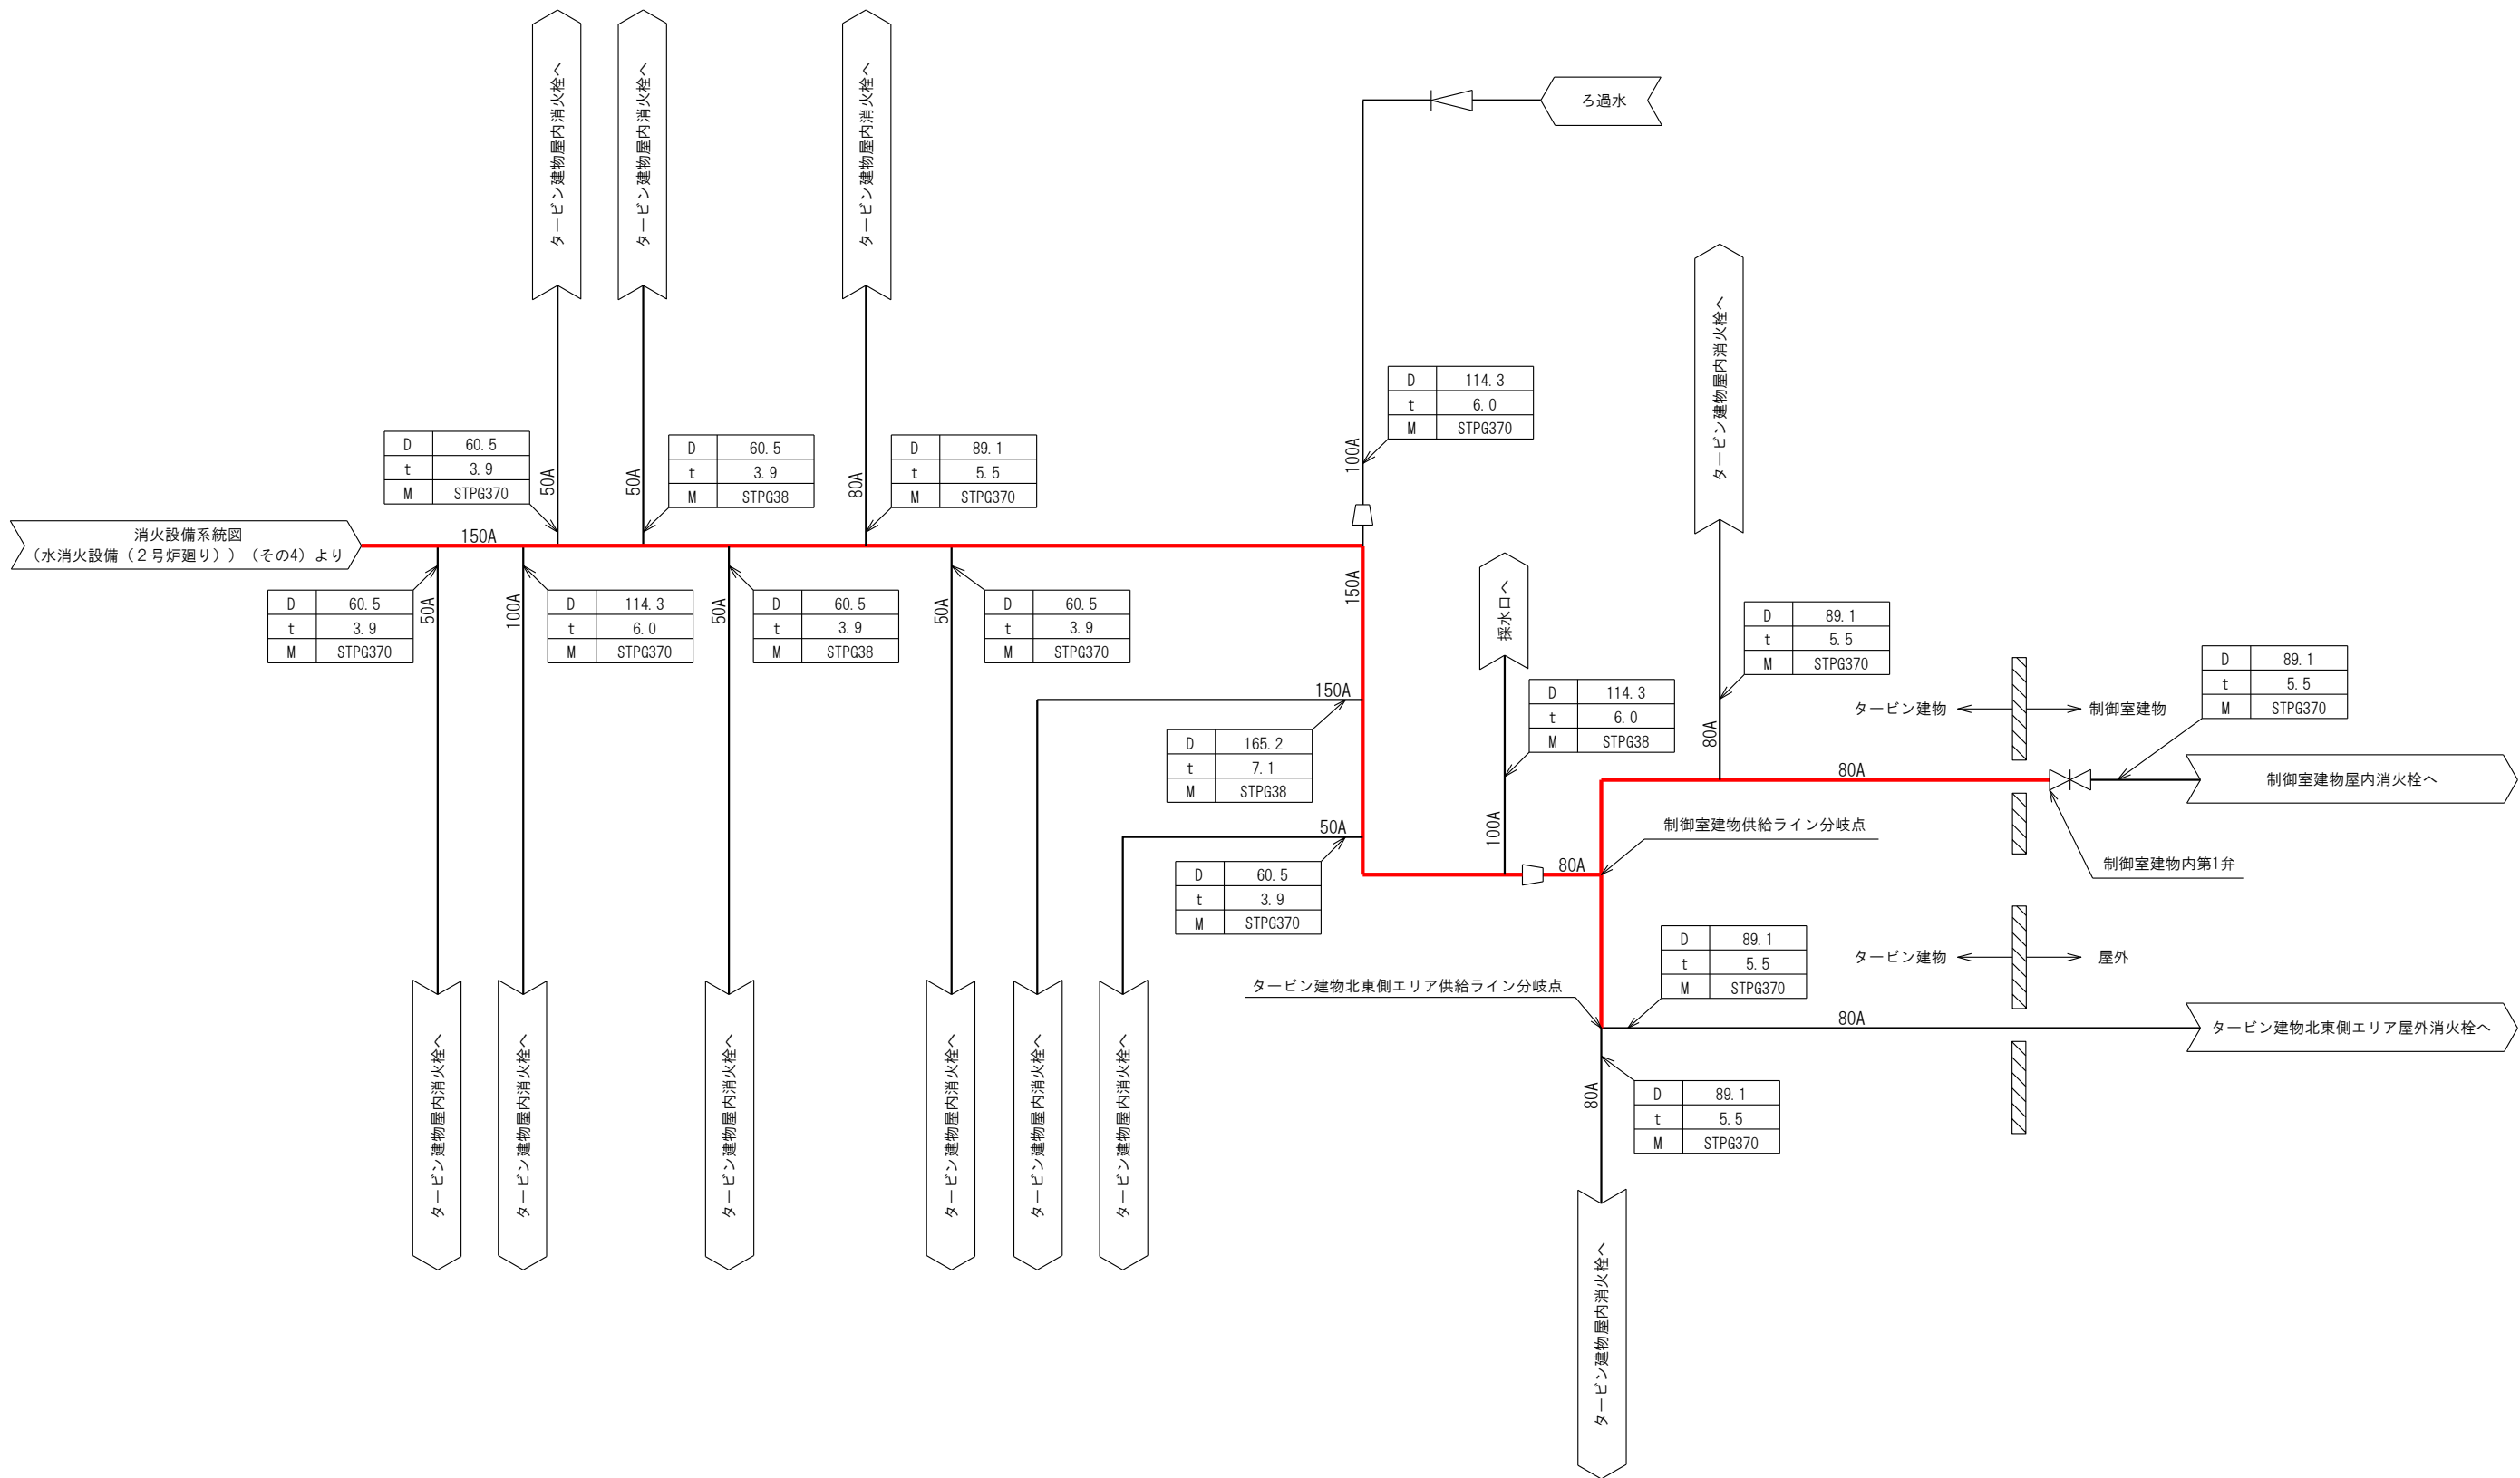 タービン建物屋内消火栓へ
タービン建物屋内消火栓へ
タービン建物屋内消火栓へ
ろ過水
タービン建物屋内消火栓へ
D 114.3
t 6.0
M STPG370
100A
D 60.5
t 3.9
M STPG370
50A
D 60.5
t 3.9
M STPG38
50A
D 89.1
t 5.5
M STPG370
80A
消火設備系統図
(水消火設備(2号炉廻り))(その4)より
150A
150A
D 60.5
t 3.9
M STPG370
50A
D 114.3
t 6.0
M STPG370
100A
D 60.5
t 3.9
M STPG38
50A
D 60.5
t 3.9
M STPG370
50A
採水口へ
D 89.1
t 5.5
M STPG370
80A
D 114.3
t 6.0
M STPG38
100A
150A
D 165.2
t 7.1
M STPG38
タービン建物
制御室建物
D 89.1
t 5.5
M STPG370
80A
制御室建物屋内消火栓へ
50A
D 60.5
t 3.9
M STPG370
制御室建物供給ライン分岐点
80A
制御室建物内第1弁
D 89.1
t 5.5
M STPG370
タービン建物
屋外
タービン建物北東側エリア供給ライン分岐点
80A
タービン建物北東側エリア屋外消火栓へ
80A
D 89.1
t 5.5
M STPG370
タービン建物屋内消火栓へ
タービン建物屋内消火栓へ
タービン建物屋内消火栓へ
タービン建物屋内消火栓へ
タービン建物屋内消火栓へ
タービン建物屋内消火栓へ
タービン建物屋内消火栓へ